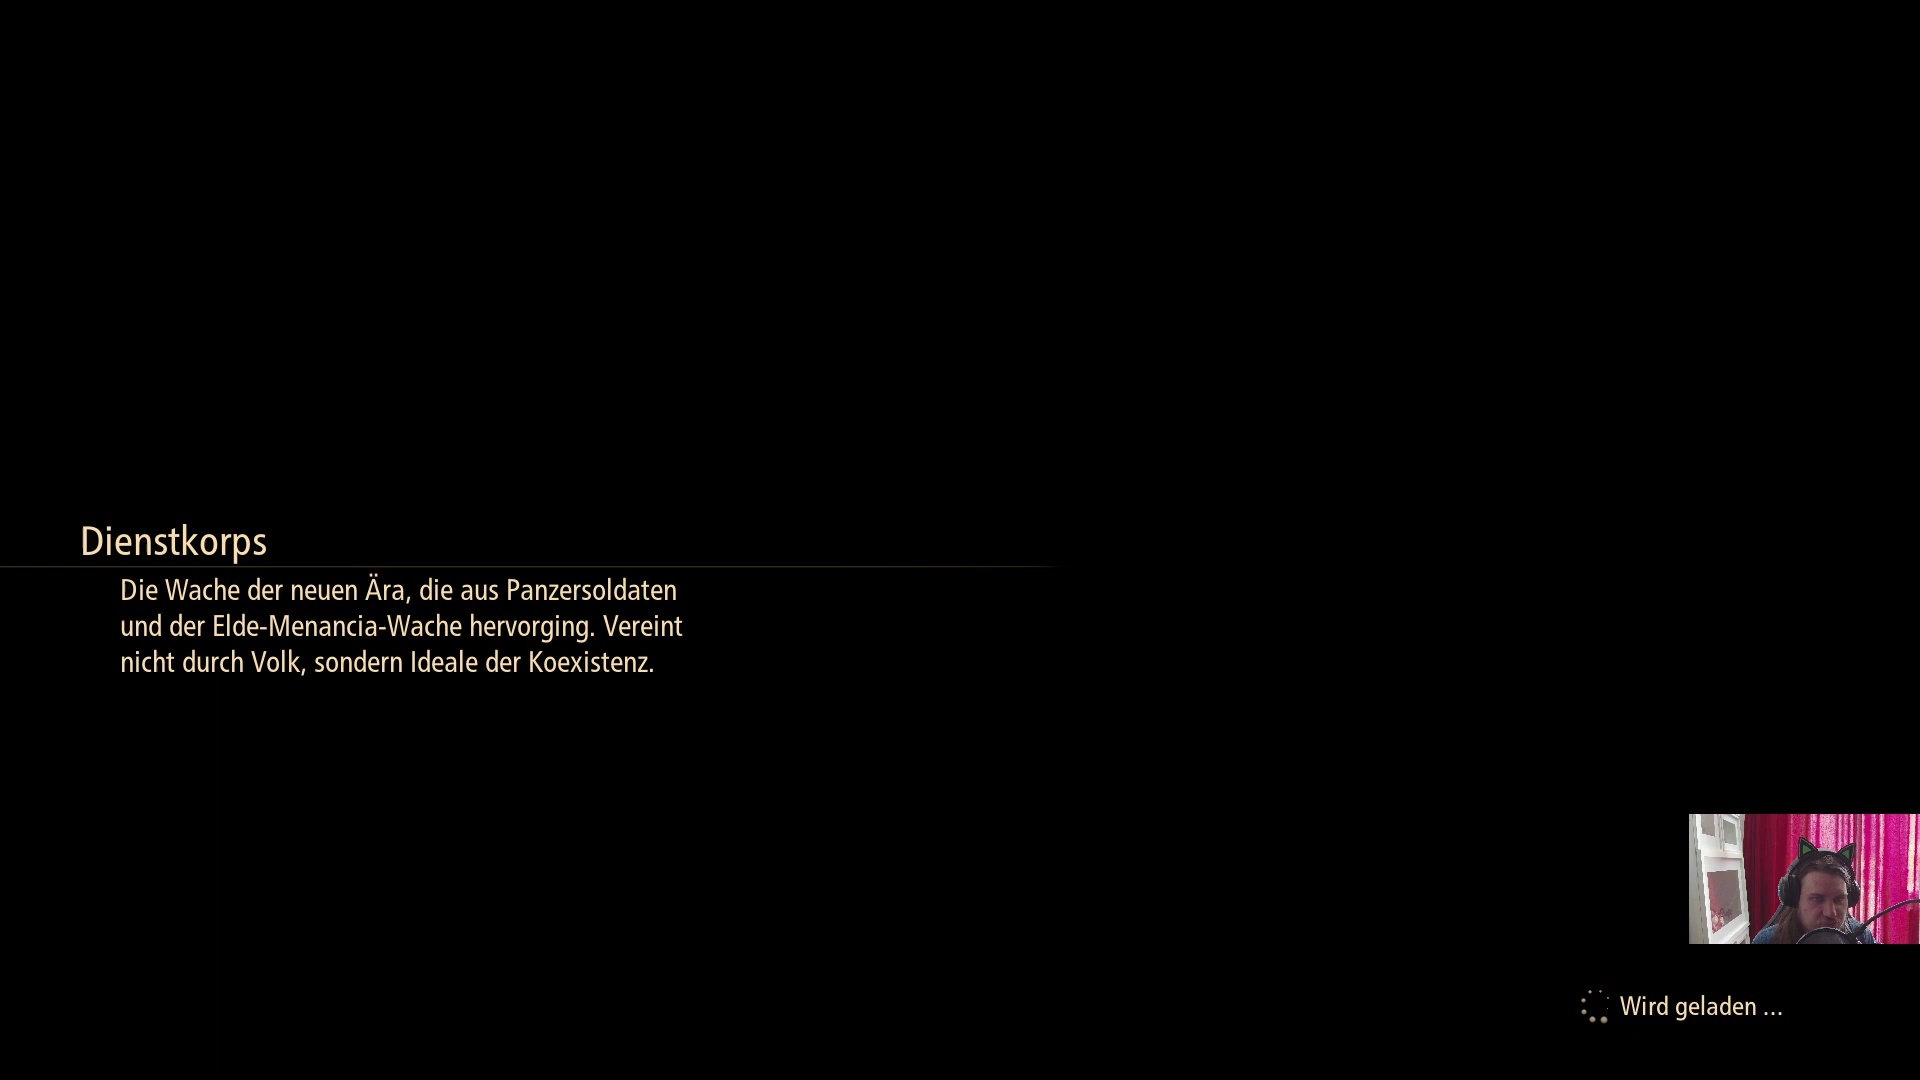 Dienstkorps
Die Wache der neuen Ära, die aus Panzersoldaten
und der Elde-Menancia-Wache hervorging. Vereint
nicht durch Volk, sondern Ideale der Koexistenz.
Wird geladen ...